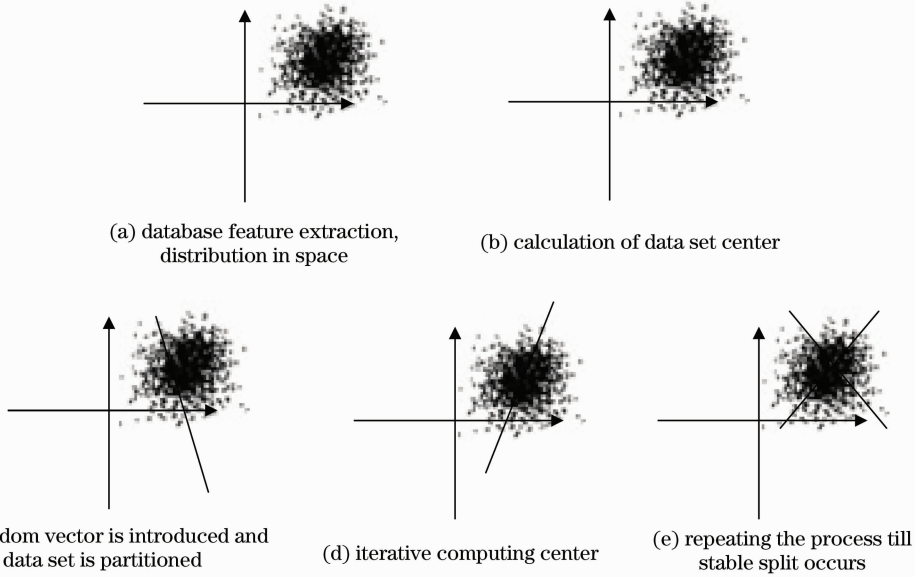 (a) database feature extraction,
distribution in space
(b) calculation of data set center
dom vector is introduced and
data set is partitioned
(d) iterative computing center
(e) repeating the process till
stable split occurs